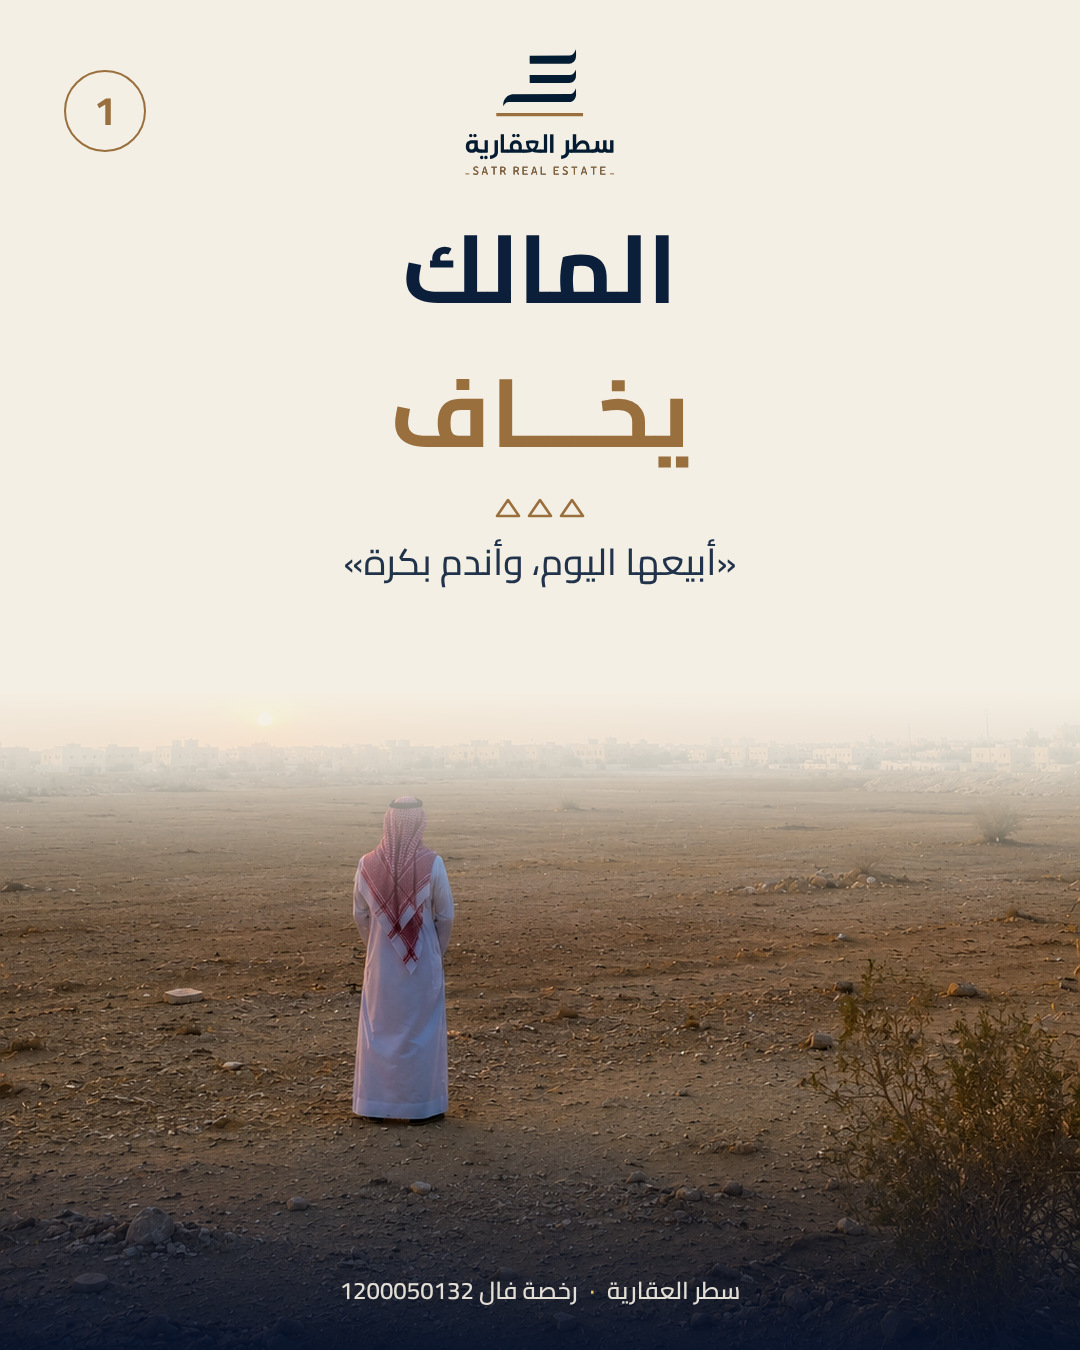 1
سطر العقارية
SATR REAL ESTATE
المالك
يخـــاف
«أبيعها اليوم، وأندم بكرة»
سطر العقارية · رخصة فال 1200050132